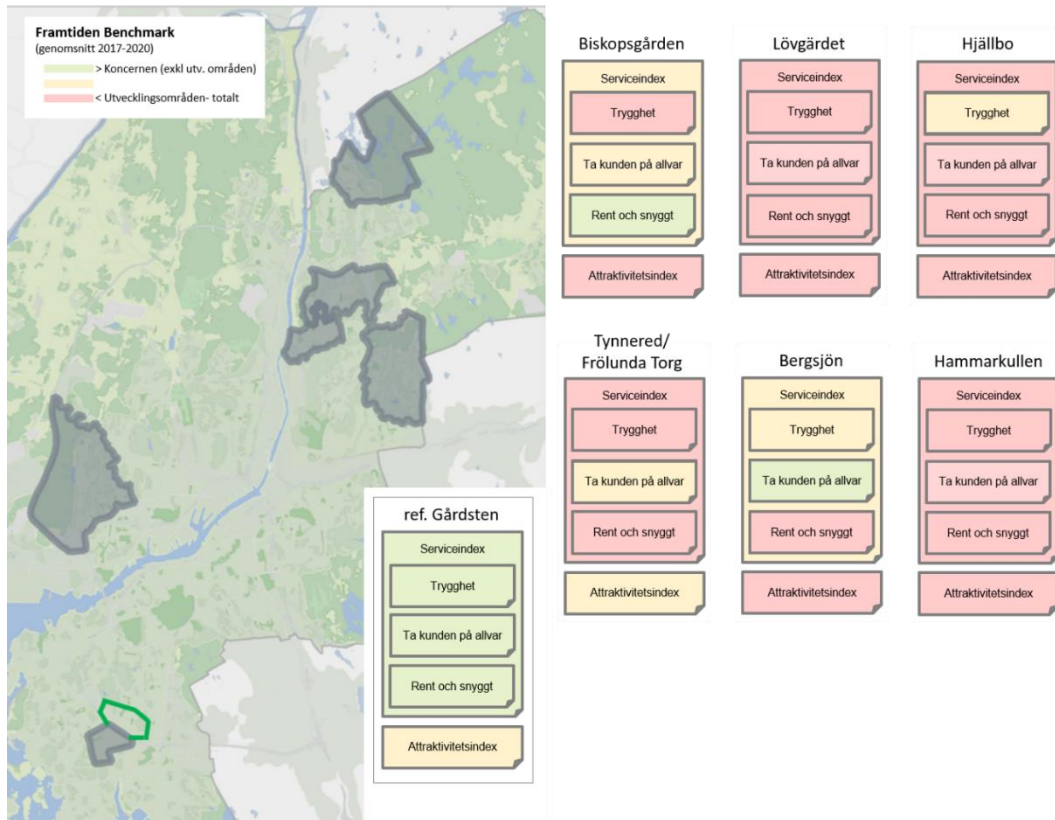 Framtiden Benchmark
(genomsnitt 2017-2020)
> Koncernen (exkl utv. områden)
< Utvecklingsområden- totalt
Biskopsgården
Serviceindex
Trygghet
Ta kunden på allvar
Rent och snyggt
Attraktivitetsindex
Lövgärdet
Serviceindex
Trygghet
Ta kunden på allvar
Rent och snyggt
Attraktivitetsindex
Hjällbo
Serviceindex
Trygghet
Ta kunden på allvar
Rent och snyggt
Attraktivitetsindex
Tynnered/
Frölunda Torg
Serviceindex
Trygghet
Ta kunden på allvar
Rent och snyggt
Attraktivitetsindex
Bergsjön
Serviceindex
Trygghet
Ta kunden på allvar
Rent och snyggt
Attraktivitetsindex
Hammarkullen
Serviceindex
Trygghet
Ta kunden på allvar
Rent och snyggt
Attraktivitetsindex
ref. Gårdsten
Serviceindex
Trygghet
Ta kunden på allvar
Rent och snyggt
Attraktivitetsindex